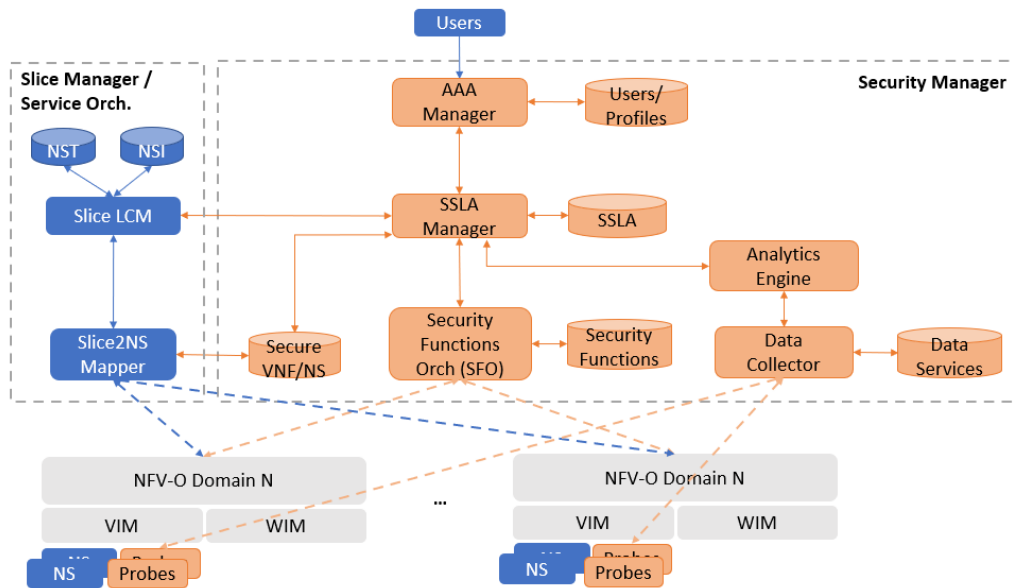 Users
Slice Manager /
Service Orch.
Security Manager
AAA
Manager
Users/
Profiles
NST
NSI
Slice LCM
SSLA
Manager
SSLA
Analytics
Engine
Slice2NS
Mapper
Secure
VNF/NS
Security
Functions
Orch (SFO)
Security
Functions
Data
Collector
Data
Services
NFV-O Domain N
...
NFV-O Domain N
VIM
WIM
VIM
WIM
NS
Probes
NS
Probes
NS
Probes